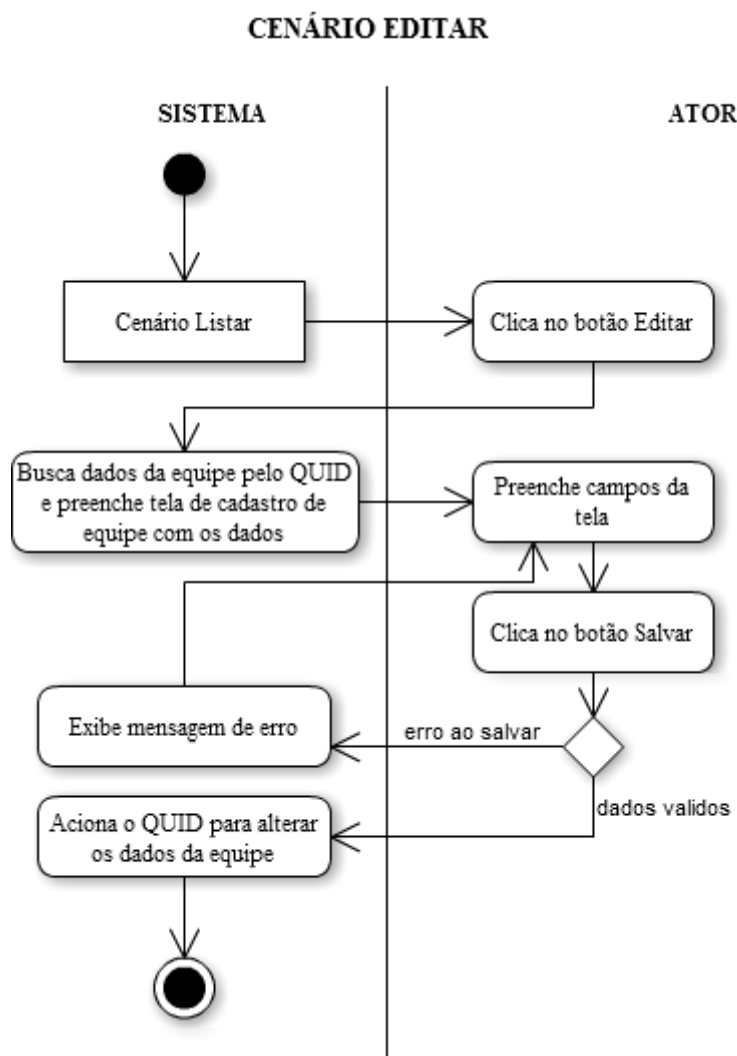 CENÁRIO EDITAR
SISTEMA
ATOR
Cenário Listar
Clica no botão Editar
Busca dados da equipe pelo QUID
e preenche tela de cadastro de
equipe com os dados
Preenche campos da
tela
Clica no botão Salvar
Exibe mensagem de erro
erro ao salvar
dados validos
Aciona o QUID para alterar
os dados da equipe